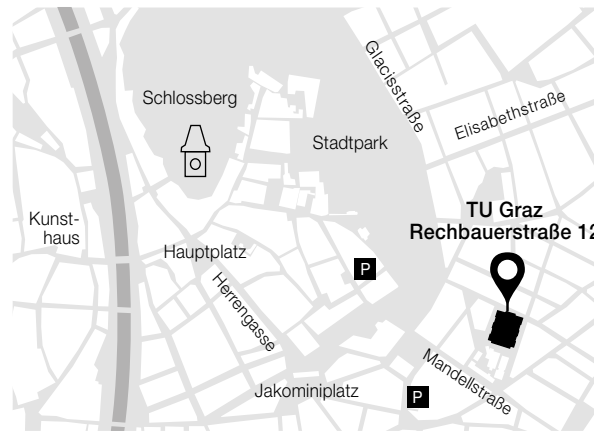 Glacisstraße
Schlossberg
Elisabethstraße
Stadtpark
TU Graz
Rechbauerstraße 12
Kunst-
haus
Hauptplatz
P
Herrengasse
Mandellstraße
Jakominiplatz
P